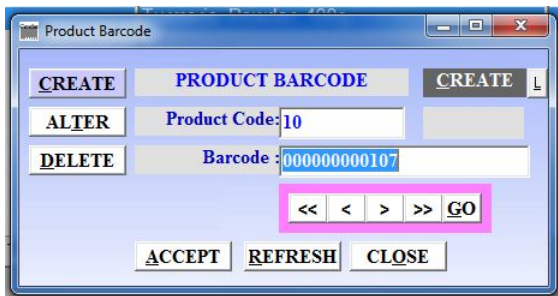 Product Barcode
CREATE PRODUCT BARCODE CREATE L
ALTER Product Code: 10
DELETE Barcode : 000000000107
<< < > >> GO
ACCEPT REFRESH CLOSE